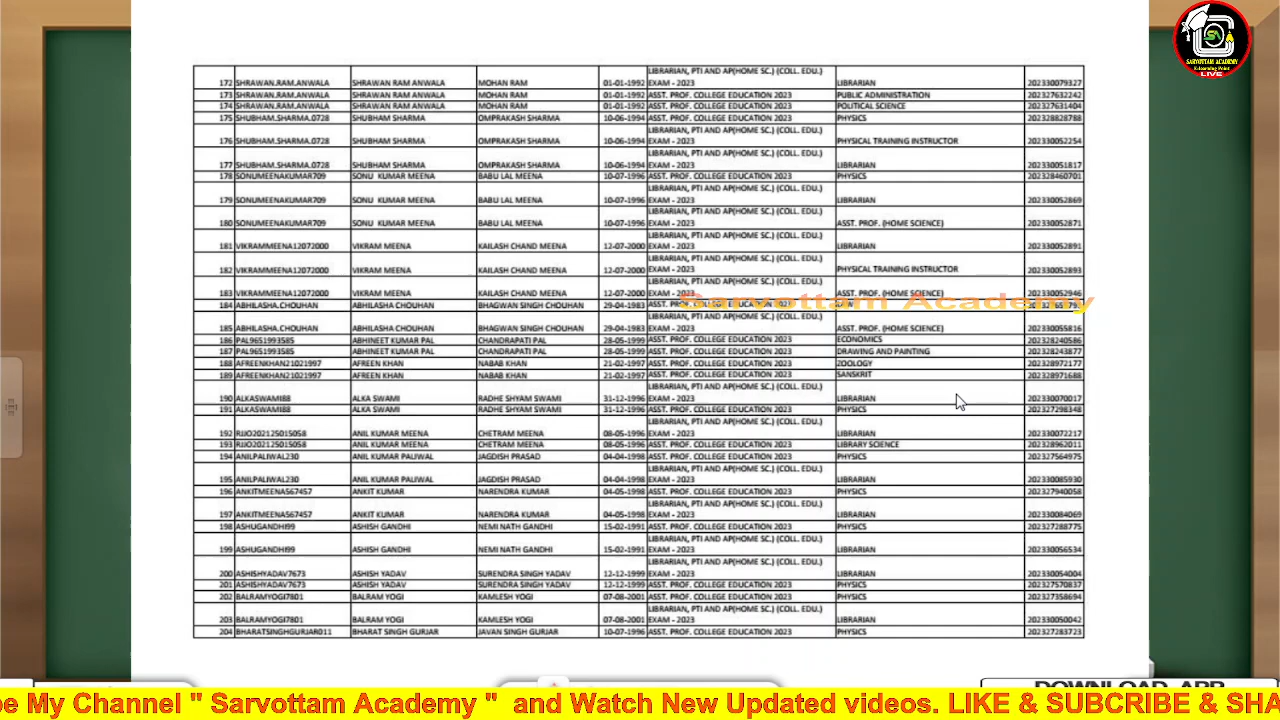 SARVOTTAM ACADEMY
E-learning Point
LIVE
172 SHRAWAN.RAM.ANWALA SHRAWAN RAM ANWALA MOHAN RAM 01-01-1992 LIBRARIAN, PTI AND AP(HOME SC.) (COLL. EDU.) EXAM - 2023 LIBRARIAN 202330079327
173 SHRAWAN.RAM.ANWALA SHRAWAN RAM ANWALA MOHAN RAM 01-01-1992 ASST. PROF. COLLEGE EDUCATION 2023 PUBLIC ADMINISTRATION 202327632242
174 SHRAWAN.RAM.ANWALA SHRAWAN RAM ANWALA MOHAN RAM 01-01-1992 ASST. PROF. COLLEGE EDUCATION 2023 POLITICAL SCIENCE 202327631404
175 SHUBHAM.SHARMA.0728 SHUBHAM SHARMA OMPRAKASH SHARMA 10-06-1994 ASST. PROF. COLLEGE EDUCATION 2023 PHYSICS 202328828788
176 SHUBHAM.SHARMA.0728 SHUBHAM SHARMA OMPRAKASH SHARMA 10-06-1994 LIBRARIAN, PTI AND AP(HOME SC.) (COLL. EDU.) EXAM - 2023 PHYSICAL TRAINING INSTRUCTOR 202330052254
177 SHUBHAM.SHARMA.0728 SHUBHAM SHARMA OMPRAKASH SHARMA 10-06-1994 LIBRARIAN, PTI AND AP(HOME SC.) (COLL. EDU.) EXAM - 2023 LIBRARIAN 202330051817
178 SONUMEENAKUMAR709 SONU KUMAR MEENA BABU LAL MEENA 10-07-1996 ASST. PROF. COLLEGE EDUCATION 2023 PHYSICS 202328460701
179 SONUMEENAKUMAR709 SONU KUMAR MEENA BABU LAL MEENA 10-07-1996 LIBRARIAN, PTI AND AP(HOME SC.) (COLL. EDU.) EXAM - 2023 LIBRARIAN 202330052869
180 SONUMEENAKUMAR709 SONU KUMAR MEENA BABU LAL MEENA 10-07-1996 LIBRARIAN, PTI AND AP(HOME SC.) (COLL. EDU.) EXAM - 2023 ASST. PROF. (HOME SCIENCE) 202330052871
181 VIKRAMMEENA12072000 VIKRAM MEENA KAILASH CHAND MEENA 12-07-2000 LIBRARIAN, PTI AND AP(HOME SC.) (COLL. EDU.) EXAM - 2023 LIBRARIAN 202330052891
182 VIKRAMMEENA12072000 VIKRAM MEENA KAILASH CHAND MEENA 12-07-2000 LIBRARIAN, PTI AND AP(HOME SC.) (COLL. EDU.) EXAM - 2023 PHYSICAL TRAINING INSTRUCTOR 202330052893
183 VIKRAMMEENA12072000 VIKRAM MEENA KAILASH CHAND MEENA 12-07-2000 LIBRARIAN, PTI AND AP(HOME SC.) (COLL. EDU.) EXAM - 2023 ASST. PROF. (HOME SCIENCE) 202330052946
Sarvottam Academy
184 ABHILASHA.CHOUHAN ABHILASHA CHOUHAN BHAGWAN SINGH CHOUHAN 29-04-1983 ASST. PROF. COLLEGE EDUCATION 2023
185 ABHILASHA.CHOUHAN ABHILASHA CHOUHAN BHAGWAN SINGH CHOUHAN 29-04-1983 LIBRARIAN, PTI AND AP(HOME SC.) (COLL. EDU.) EXAM - 2023 ASST. PROF. (HOME SCIENCE) 202330055816
186 PAL9651993585 ABHINEET KUMAR PAL CHANDRAPATI PAL 28-05-1999 ASST. PROF. COLLEGE EDUCATION 2023 ECONOMICS 202328240586
187 PAL9651993585 ABHINEET KUMAR PAL CHANDRAPATI PAL 28-05-1999 ASST. PROF. COLLEGE EDUCATION 2023 DRAWING AND PAINTING 202328243877
188 AFREENKHAN21021997 AFREEN KHAN NABAB KHAN 21-02-1997 ASST. PROF. COLLEGE EDUCATION 2023 ZOOLOGY 202328972177
189 AFREENKHAN21021997 AFREEN KHAN NABAB KHAN 21-02-1997 ASST. PROF. COLLEGE EDUCATION 2023 SANSKRIT 202328971688
190 ALKASWAMI88 ALKA SWAMI RADHE SHYAM SWAMI 31-12-1996 LIBRARIAN, PTI AND AP(HOME SC.) (COLL. EDU.) EXAM - 2023 LIBRARIAN 202330070017
191 ALKASWAMI88 ALKA SWAMI RADHE SHYAM SWAMI 31-12-1996 ASST. PROF. COLLEGE EDUCATION 2023 PHYSICS 202327298348
192 RJJO202125015058 ANIL KUMAR MEENA CHETRAM MEENA 08-05-1996 LIBRARIAN, PTI AND AP(HOME SC.) (COLL. EDU.) EXAM - 2023 LIBRARIAN 202330072217
193 RJJO202125015058 ANIL KUMAR MEENA CHETRAM MEENA 08-05-1996 ASST. PROF. COLLEGE EDUCATION 2023 LIBRARY SCIENCE 202328962011
194 ANILPALIWAL230 ANIL KUMAR PALIWAL JAGDISH PRASAD 04-04-1998 ASST. PROF. COLLEGE EDUCATION 2023 PHYSICS 202327564975
195 ANILPALIWAL230 ANIL KUMAR PALIWAL JAGDISH PRASAD 04-04-1998 LIBRARIAN, PTI AND AP(HOME SC.) (COLL. EDU.) EXAM - 2023 LIBRARIAN 202330085930
196 ANKITMEENA567457 ANKIT KUMAR NARENDRA KUMAR 04-05-1998 ASST. PROF. COLLEGE EDUCATION 2023 PHYSICS 202327940058
197 ANKITMEENA567457 ANKIT KUMAR NARENDRA KUMAR 04-05-1998 LIBRARIAN, PTI AND AP(HOME SC.) (COLL. EDU.) EXAM - 2023 LIBRARIAN 202330084069
198 ASHUGANDHI99 ASHISH GANDHI NEMI NATH GANDHI 15-02-1991 ASST. PROF. COLLEGE EDUCATION 2023 PHYSICS 202327288775
199 ASHUGANDHI99 ASHISH GANDHI NEMI NATH GANDHI 15-02-1991 LIBRARIAN, PTI AND AP(HOME SC.) (COLL. EDU.) EXAM - 2023 LIBRARIAN 202330056534
200 ASHISHYADAV7673 ASHISH YADAV SURENDRA SINGH YADAV 12-12-1999 LIBRARIAN, PTI AND AP(HOME SC.) (COLL. EDU.) EXAM - 2023 LIBRARIAN 202330054004
201 ASHISHYADAV7673 ASHISH YADAV SURENDRA SINGH YADAV 12-12-1999 ASST. PROF. COLLEGE EDUCATION 2023 PHYSICS 202327570837
202 BALRAMYOGI7801 BALRAM YOGI KAMLESH YOGI 07-08-2001 ASST. PROF. COLLEGE EDUCATION 2023 PHYSICS 202327358694
203 BALRAMYOGI7801 BALRAM YOGI KAMLESH YOGI 07-08-2001 LIBRARIAN, PTI AND AP(HOME SC.) (COLL. EDU.) EXAM - 2023 LIBRARIAN 202330050042
204 BHARATSINGHGURJAR011 BHARAT SINGH GURJAR JAVAN SINGH GURJAR 10-07-1996 ASST. PROF. COLLEGE EDUCATION 2023 PHYSICS 202327283723
DOWNLOAD APP
be My Channel " Sarvottam Academy " and Watch New Updated videos. LIKE & SUBCRIBE & SHA